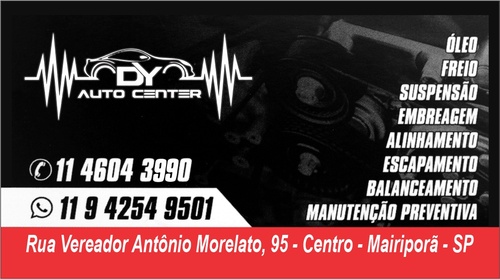 DY
AUTO CENTER
11 4604 3990
11 9 4254 9501
ÓLEO
FREIO
SUSPENSÃO
EMBREAGEM
ALINHAMENTO
ESCAPAMENTO
BALANCEAMENTO
MANUTENÇÃO PREVENTIVA
Rua Vereador Antônio Morelato, 95 - Centro - Mairiporã - SP